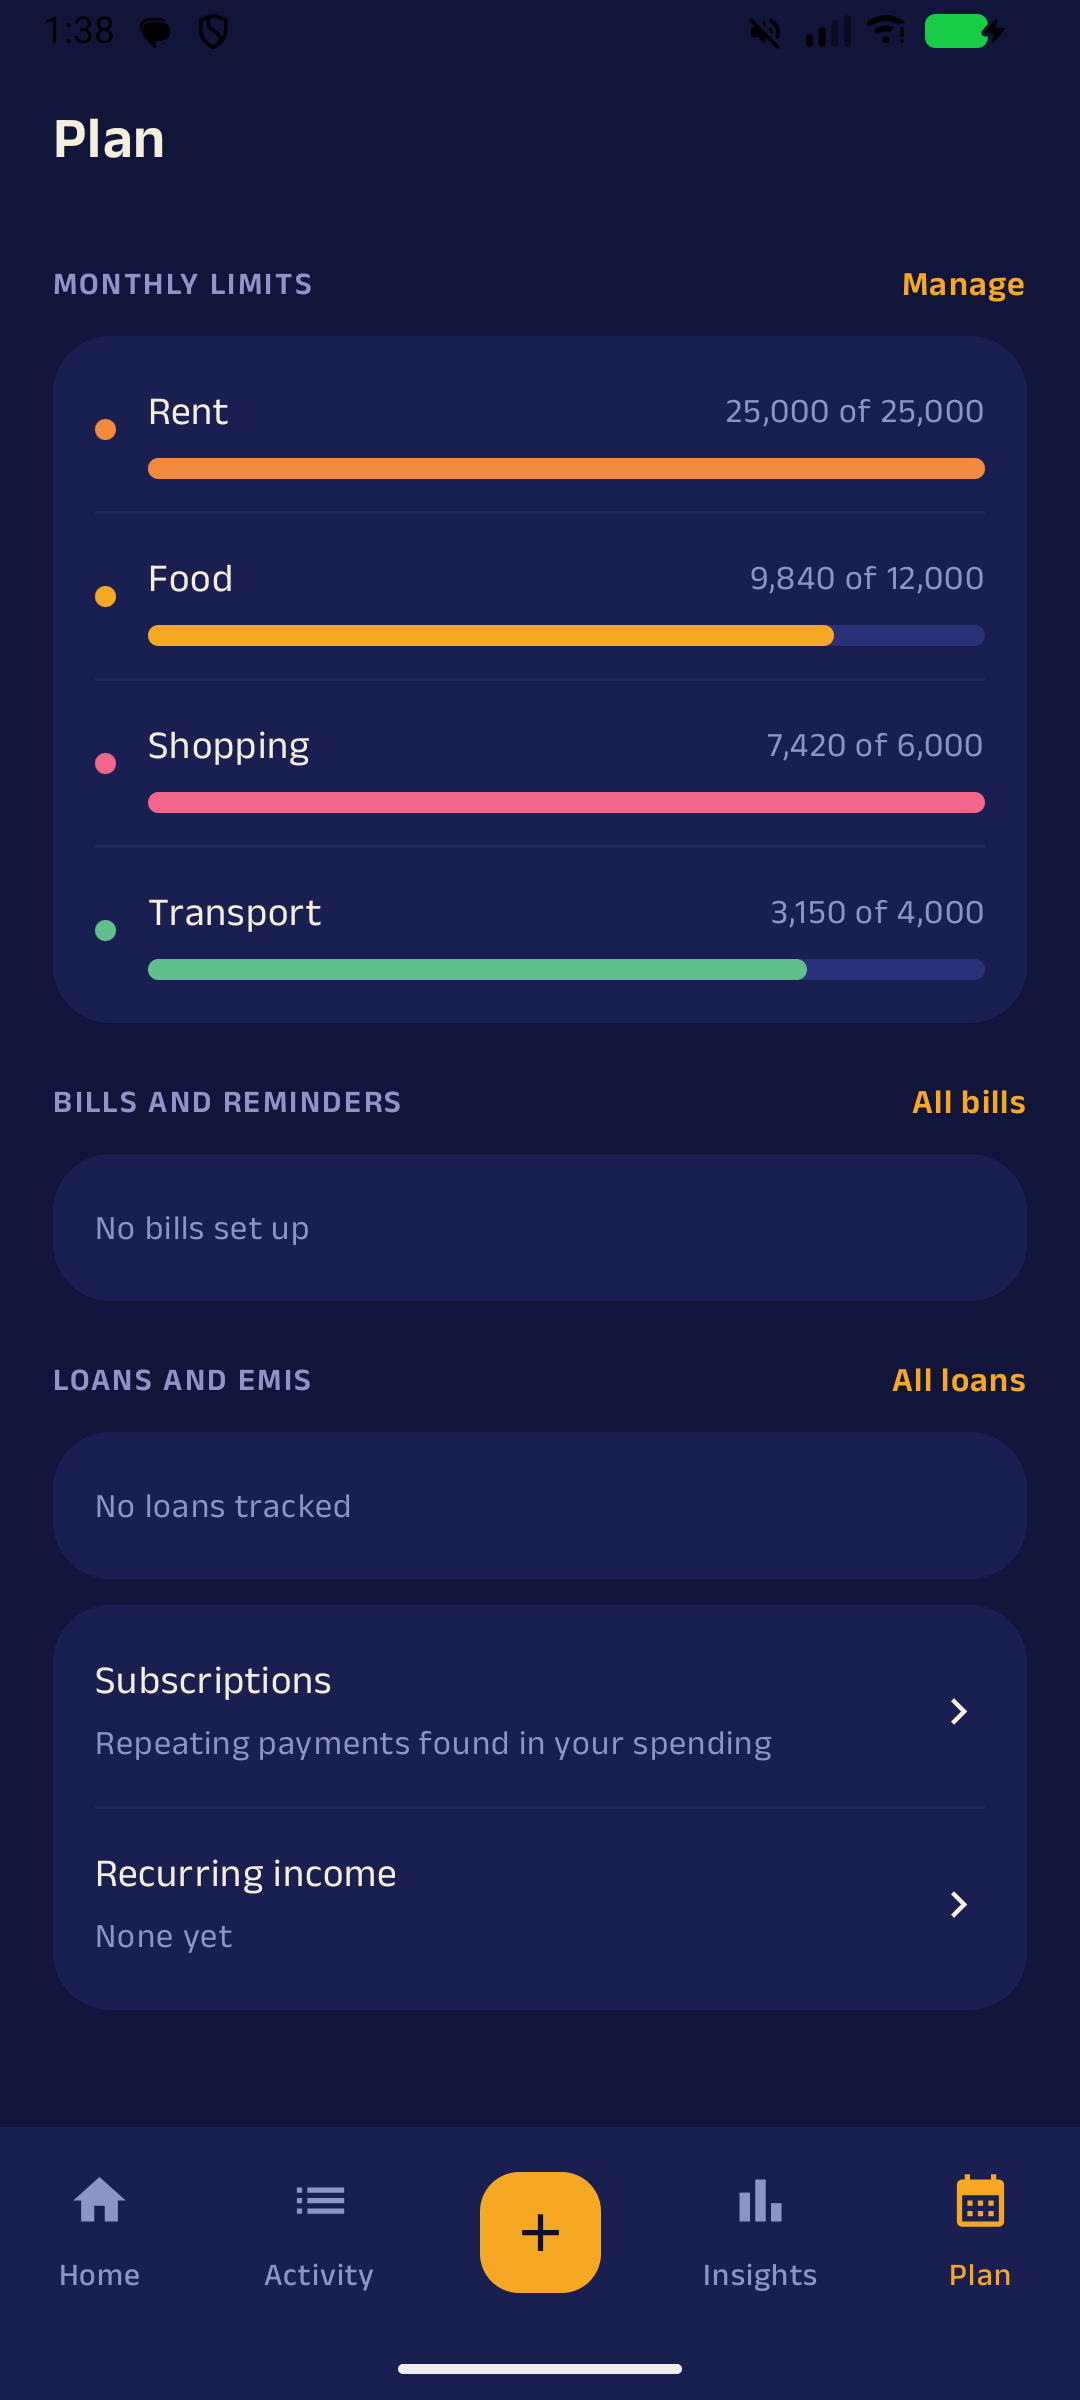 1:38
Plan
MONTHLY LIMITS
Manage
Rent
25,000 of 25,000
Food
9,840 of 12,000
Shopping
7,420 of 6,000
Transport
3,150 of 4,000
BILLS AND REMINDERS
All bills
No bills set up
LOANS AND EMIS
All loans
No loans tracked
Subscriptions
Repeating payments found in your spending
Recurring income
None yet
Home
Activity
Insights
Plan